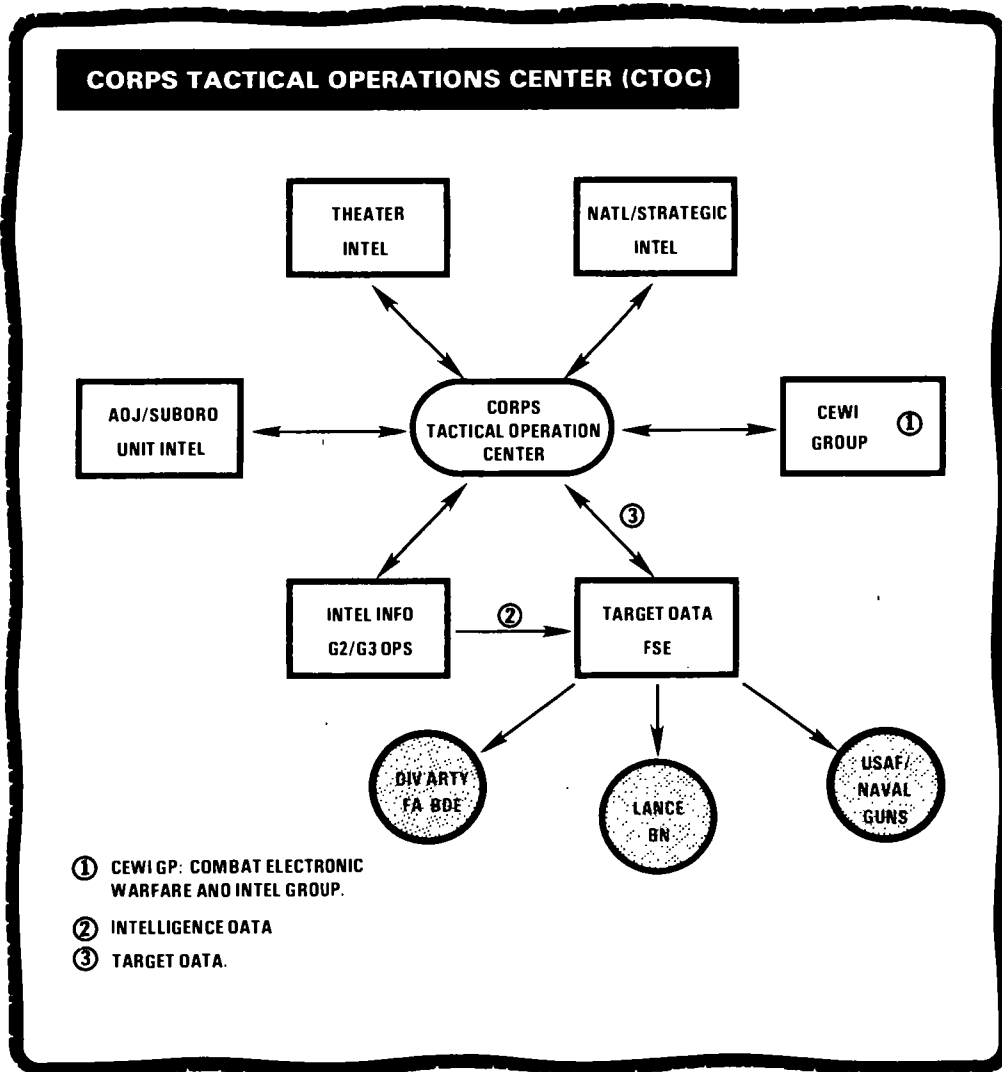 CORPS TACTICAL OPERATIONS CENTER (CTOC)
THEATER
INTEL
NATL/STRATEGIC
INTEL
AOJ/SUBORO
UNIT INTEL
CORPS
TACTICAL OPERATION
CENTER
CEWI
GROUP ①
③
INTEL INFO
G2/G3 OPS
②
TARGET DATA
FSE
DIV ARTY
FA BDE
LANCE
BN
USAF/
NAVAL
GUNS
① CEWI GP: COMBAT ELECTRONIC
WARFARE AND INTEL GROUP.
② INTELLIGENCE OATA
③ TARGET OATA.